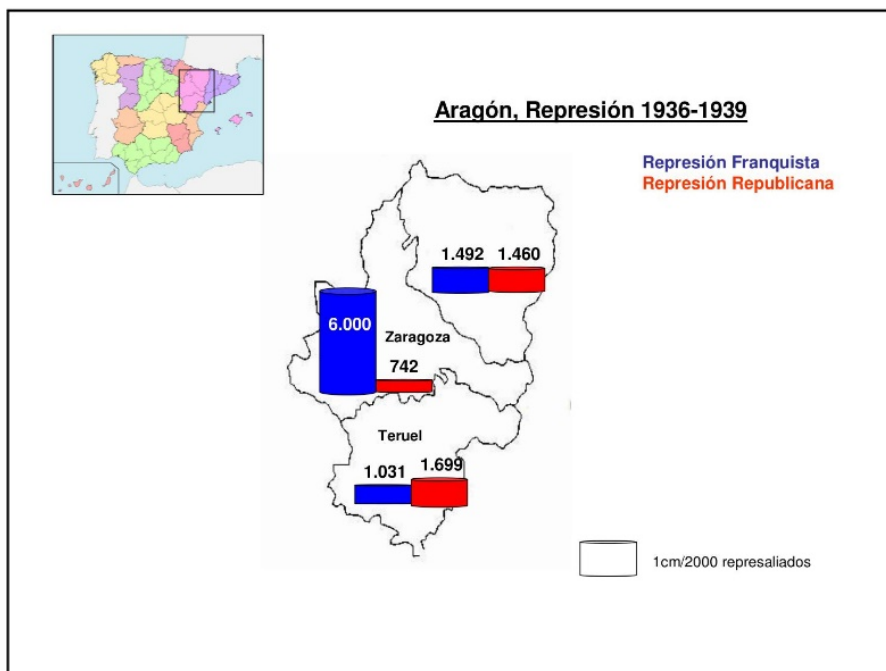 Aragón, Represión 1936-1939
Represión Franquista
Represión Republicana
1.492 1.460
6.000
Zaragoza
742
Teruel
1.031 1.699
1cm/2000 represaliados